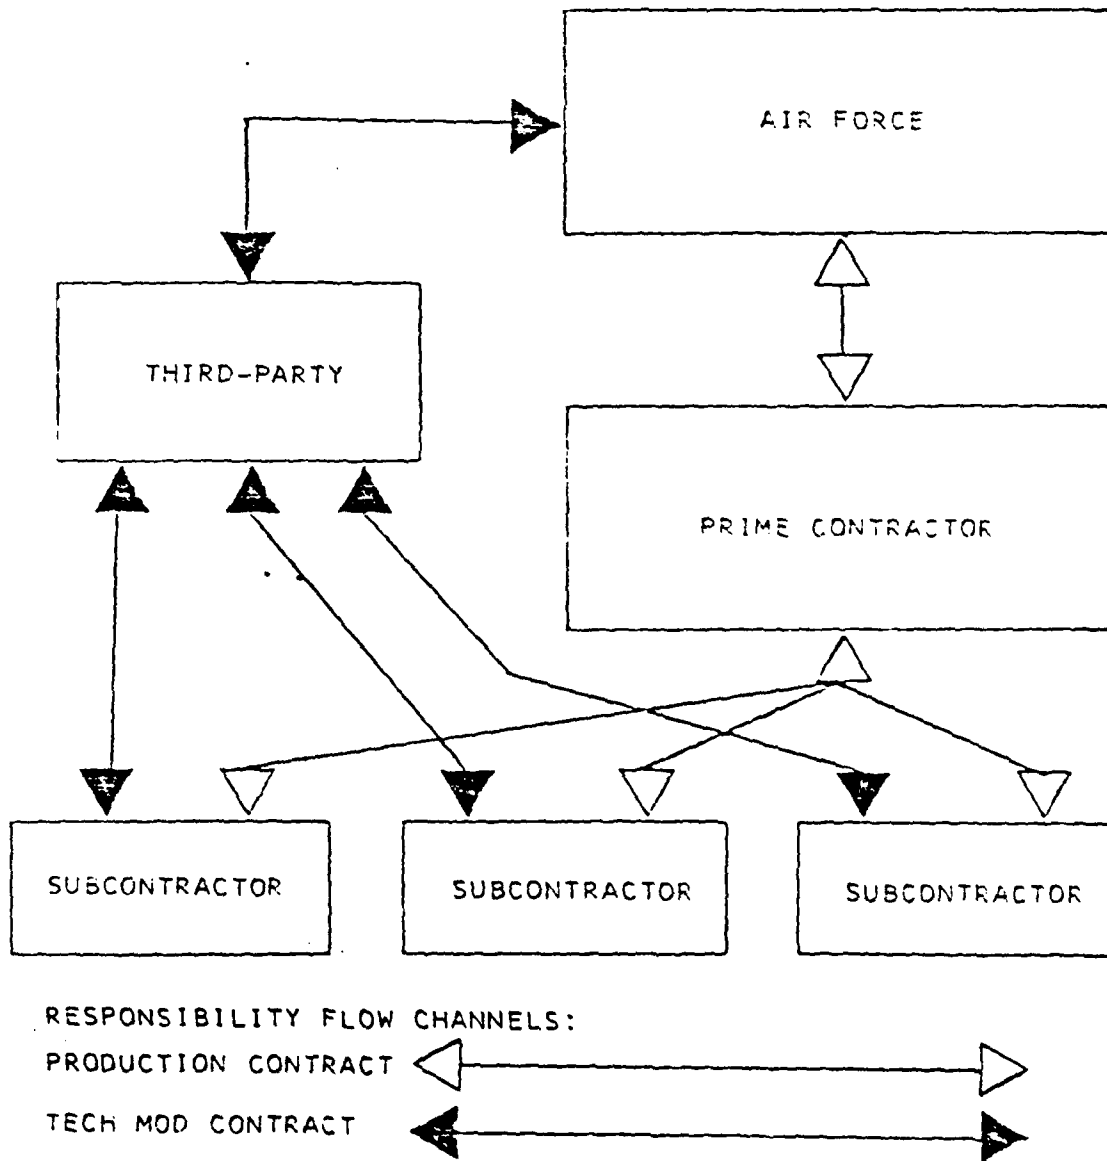 AIR FORCE
THIRD-PARTY
PRIME CONTRACTOR
SUBCONTRACTOR
SUBCONTRACTOR
SUBCONTRACTOR
RESPONSIBILITY FLOW CHANNELS:
PRODUCTION CONTRACT
TECH MOD CONTRACT